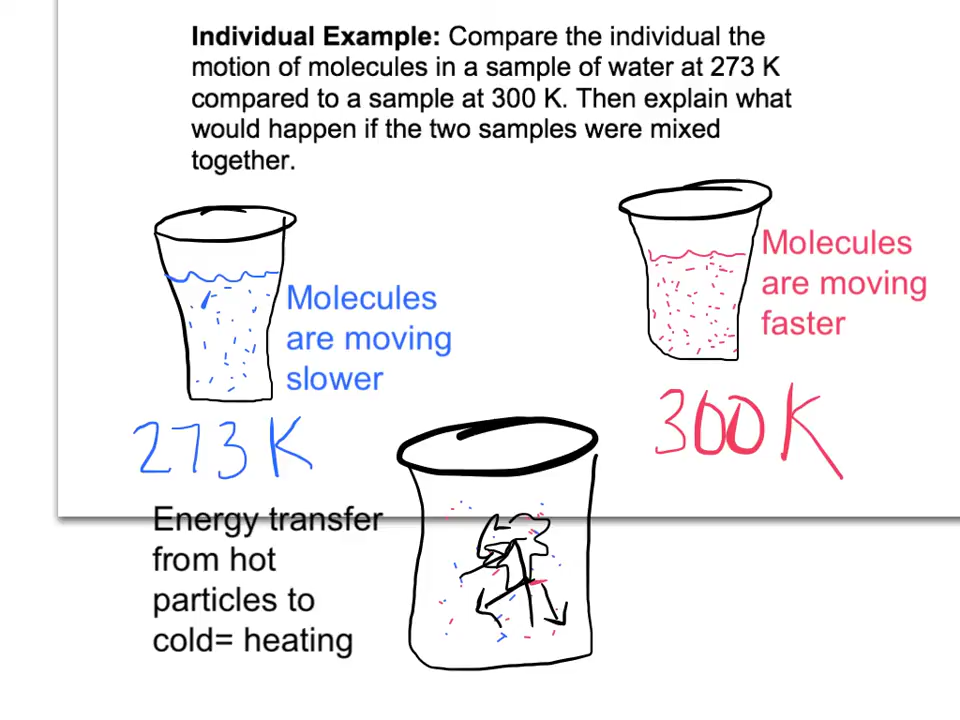 Individual Example: Compare the individual the
motion of molecules in a sample of water at 273 K
compared to a sample at 300 K. Then explain what
would happen if the two samples were mixed
together.
Molecules
are moving
slower
273 K
Molecules
are moving
faster
300 K
Energy transfer
from hot
particles to
cold= heating